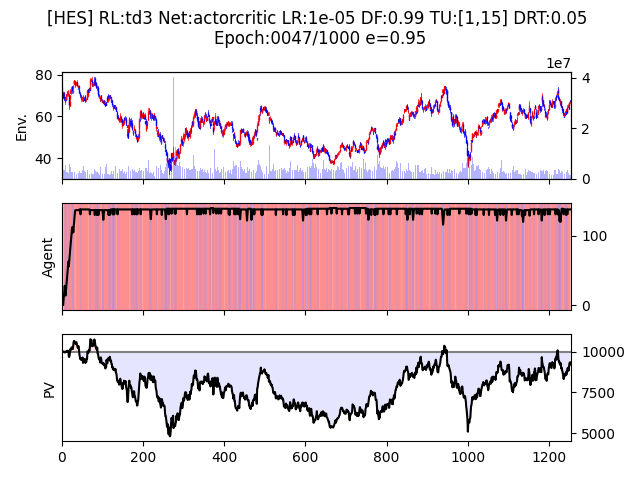 [HES] RL:td3 Net:actorcritic LR:1e-05 DF:0.99 TU:[1,15] DRT:0.05
Epoch:0047/1000 e=0.95
1e7
80
60
40
Env.
4
2
0
Agent
100
0
PV
10000
7500
5000
0 200 400 600 800 1000 1200